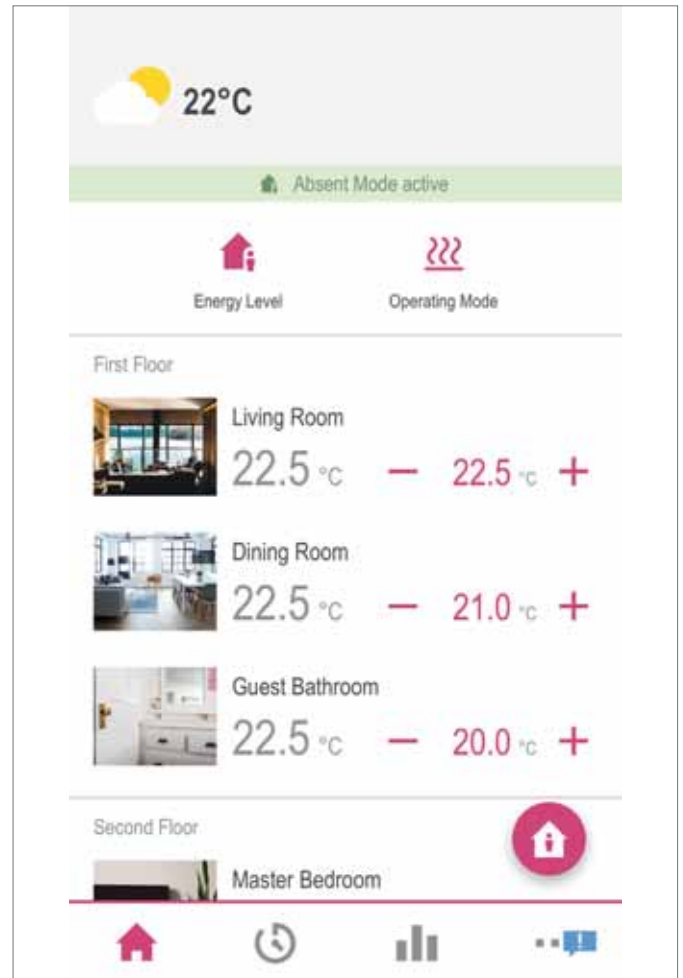 22°C
Absent Mode active
Energy Level Operating Mode
First Floor
Living Room
22.5 °C − 22.5 °C +
Dining Room
22.5 °C − 21.0 °C +
Guest Bathroom
22.5 °C − 20.0 °C +
Second Floor
Master Bedroom